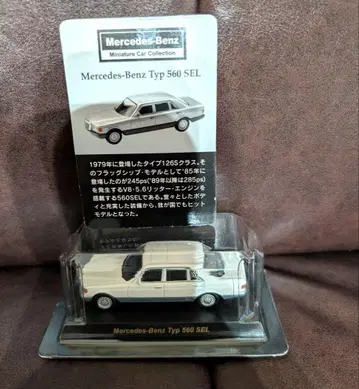 Mercedes-Benz
Miniature Car Collection
Mercedes-Benz Typ 560 SEL
1979年に登場したタイプ126Sクラス。そ
のフラッグシップ・モデルとして'85年に
登場したのが245ps('89年以降は285ps)
を発生するV8・5.6リッター・エンジンを
搭載する560SELである。堂々としたボデ
ィと充実した装備から、我が国でもヒット
モデルとなった。
Mercedes-Benz Typ 560 SEL